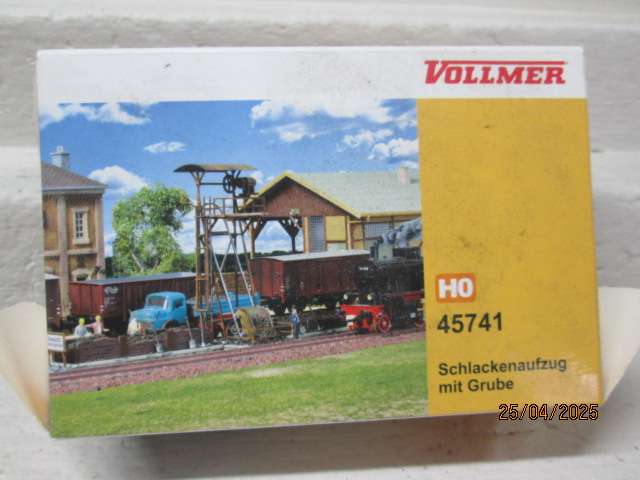 VOLLMER
H0
45741
Schlackenaufzug
mit Grube
25/04/2025